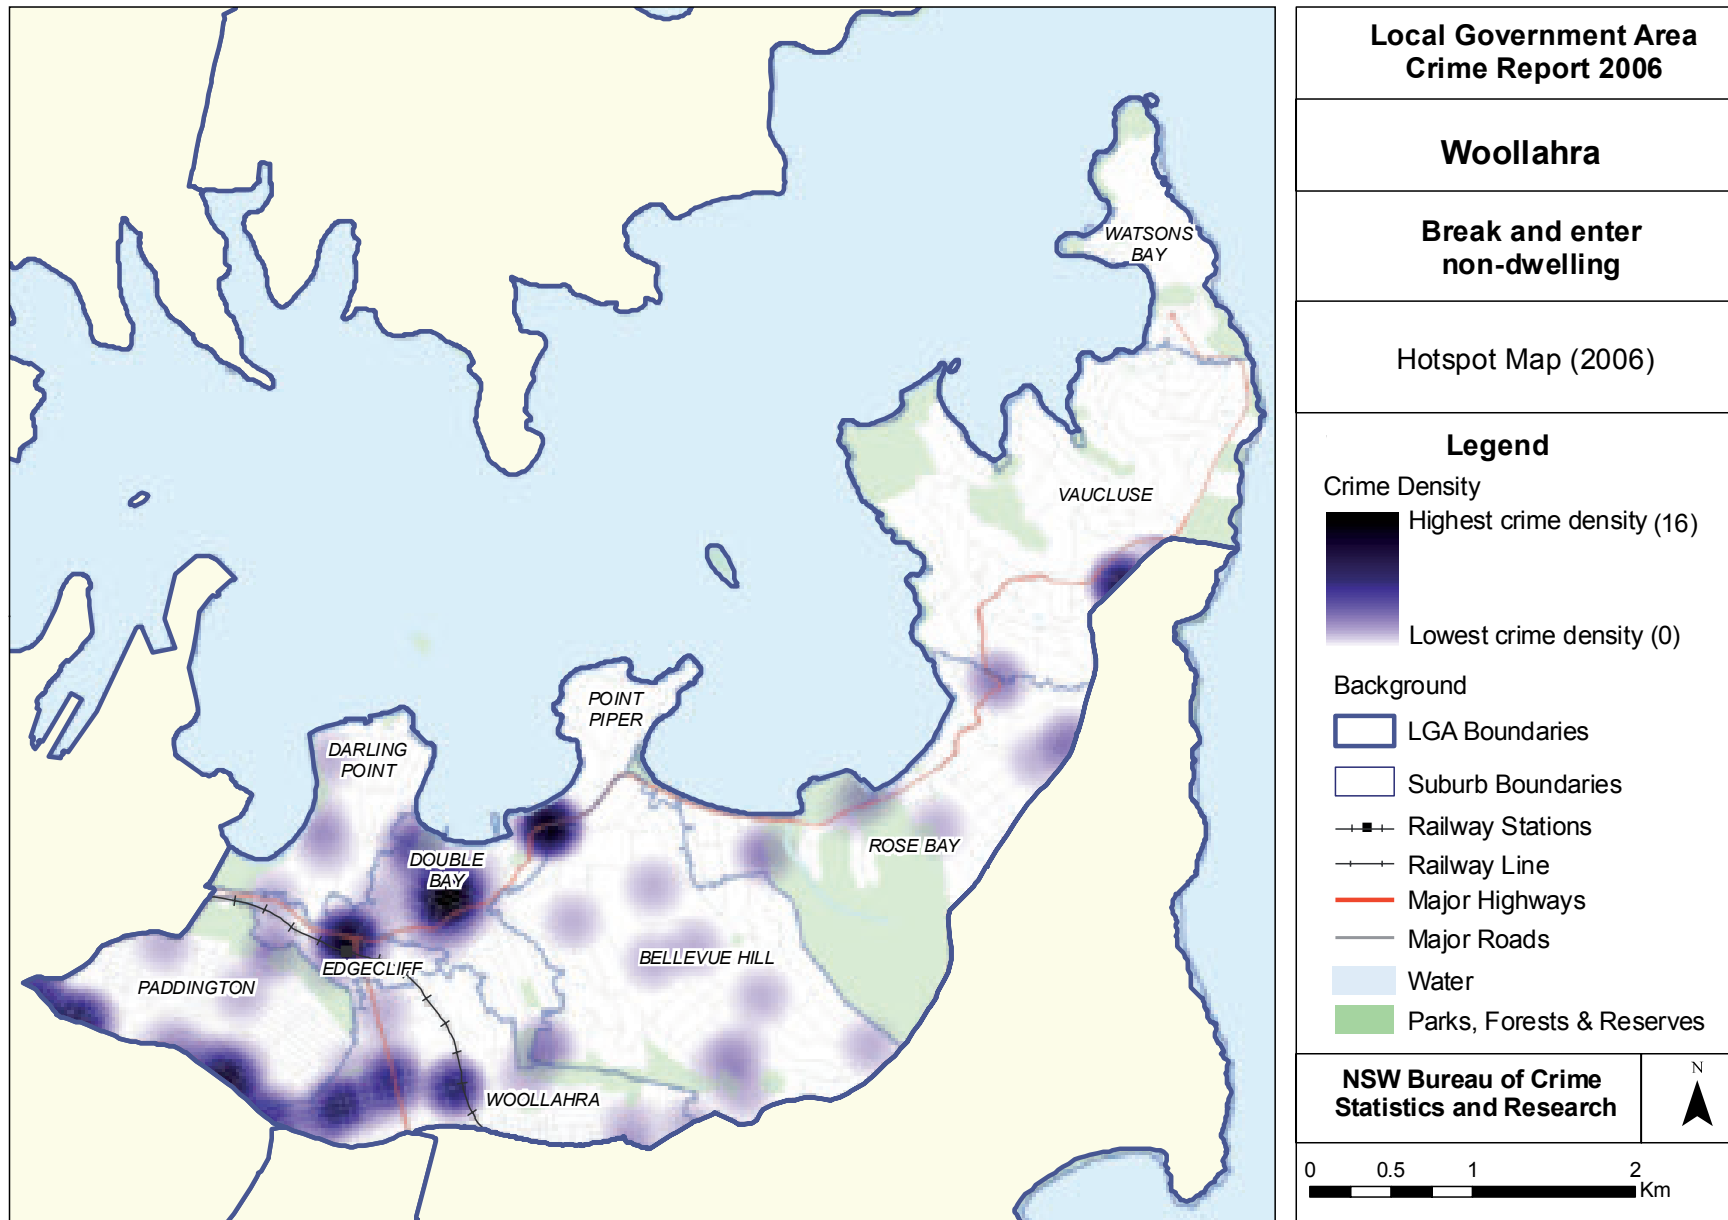 Local Government Area
Crime Report 2006
Woollahra
Break and enter
non-dwelling
Hotspot Map (2006)
Legend
Crime Density
Highest crime density (16)
Lowest crime density (0)
Background
LGA Boundaries
Suburb Boundaries
Railway Stations
Railway Line
Major Highways
Major Roads
Water
Parks, Forests & Reserves
NSW Bureau of Crime
Statistics and Research
N
0 0.5 1 2
Km
WATSONS
BAY
VAUCLUSE
POINT
PIPER
DARLING
POINT
DOUBLE
BAY
ROSE BAY
EDGECLIFF
BELLEVUE HILL
PADDINGTON
WOOLLAHRA